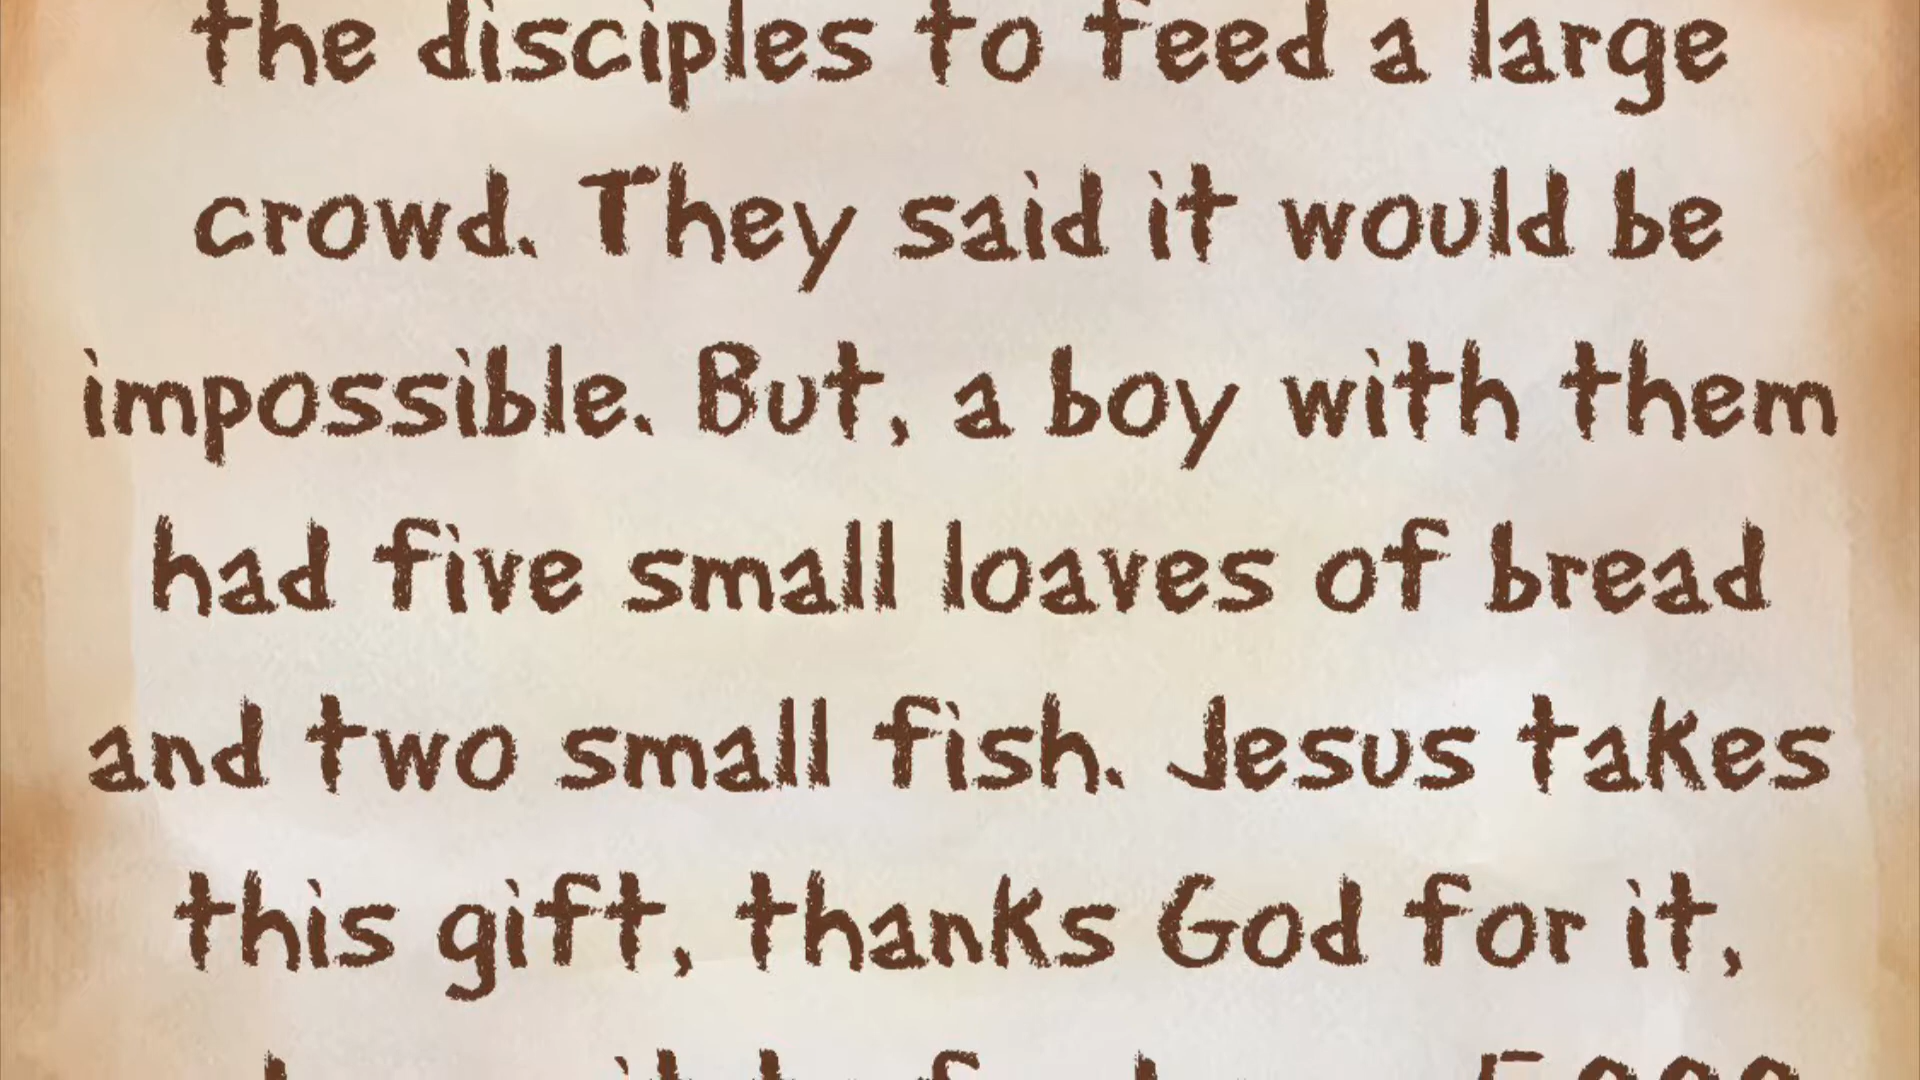 the disciples to feed a large
crowd. They said it would be
impossible. But, a boy with them
had five small loaves of bread
and two small fish. Jesus takes
this gift, thanks God for it,